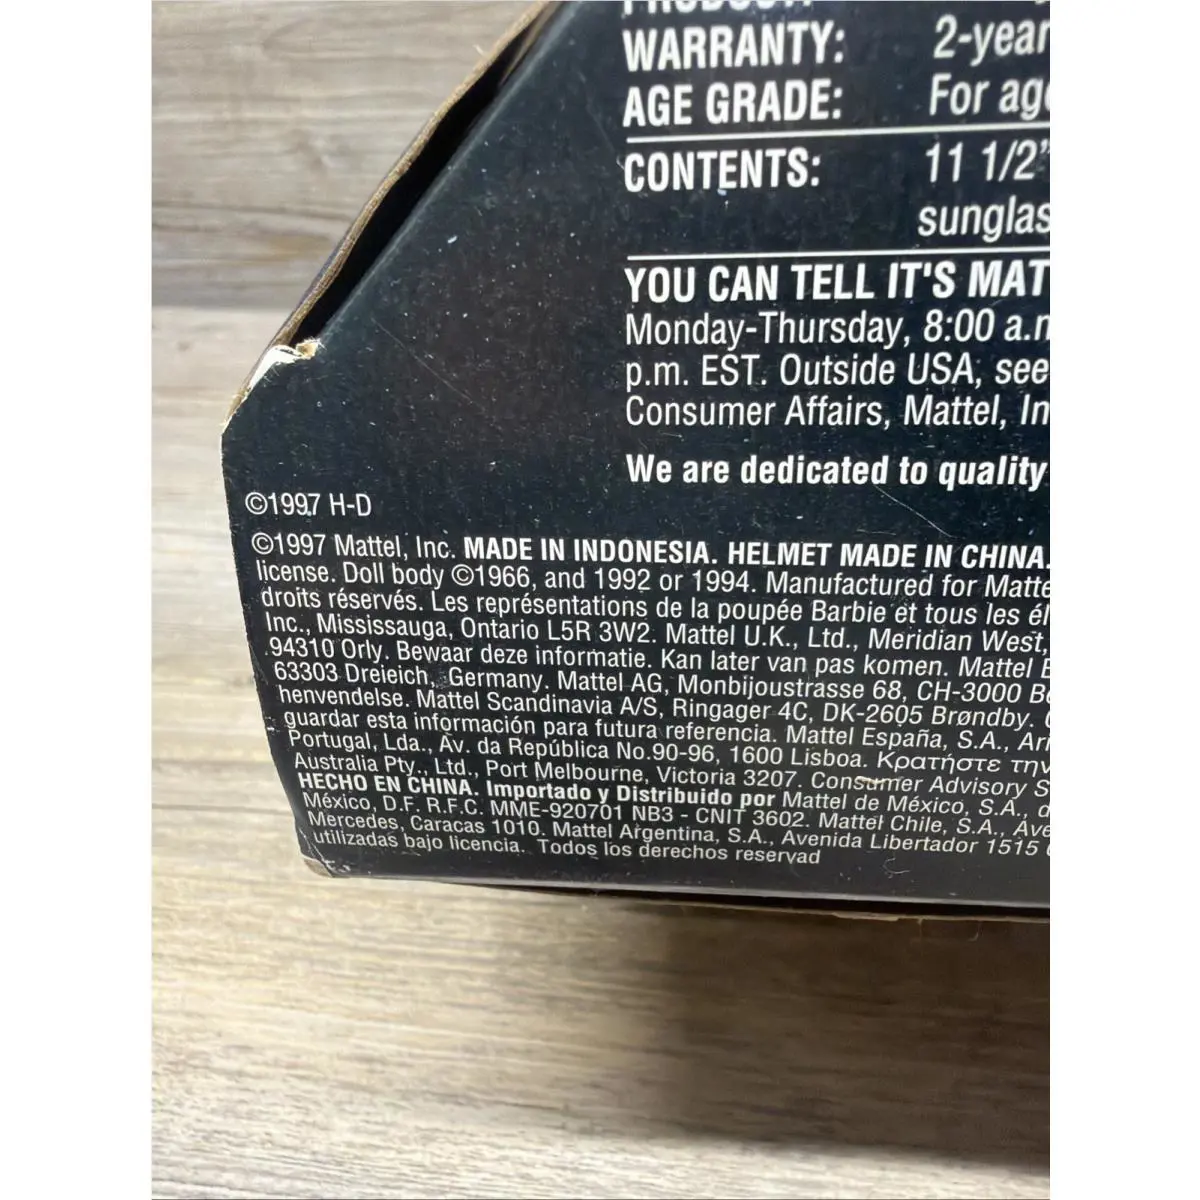 WARRANTY: 2-year
AGE GRADE: For age
CONTENTS: 11 1/2"
sunglas
YOU CAN TELL IT'S MAT
Monday-Thursday, 8:00 a.m
p.m. EST. Outside USA, see
Consumer Affairs, Mattel, In
We are dedicated to quality
©1997 H-D
©1997 Mattel, Inc. MADE IN INDONESIA. HELMET MADE IN CHINA.
license. Doll body ©1966, and 1992 or 1994. Manufactured for Matte
droits réservés. Les représentations de la poupée Barbie et tous les él
Inc., Mississauga, Ontario L5R 3W2. Mattel U.K., Ltd., Meridian West,
94310 Orly. Bewaar deze informatie. Kan later van pas komen. Mattel
63303 Dreieich, Germany. Mattel AG, Monbijoustrasse 68, CH-3000 Be
henvendelse. Mattel Scandinavia A/S, Ringager 4C, DK-2605 Brøndby.
guardar esta información para futura referencia. Mattel España, S.A., Ari
Portugal, Lda., Av. da República No.90-96, 1600 Lisboa. Κρατήστε την
Australia Pty., Ltd., Port Melbourne, Victoria 3207. Consumer Advisory S
HECHO EN CHINA. Importado y Distribuido por Mattel de México, S.A., d
México, D.F. R.F.C. MME-920701 NB3 - CNIT 3602. Mattel Chile, S.A., Ave
Mercedes, Caracas 1010. Mattel Argentina, S.A., Avenida Libertador 1515
utilizadas bajo licencia. Todos los derechos reservad